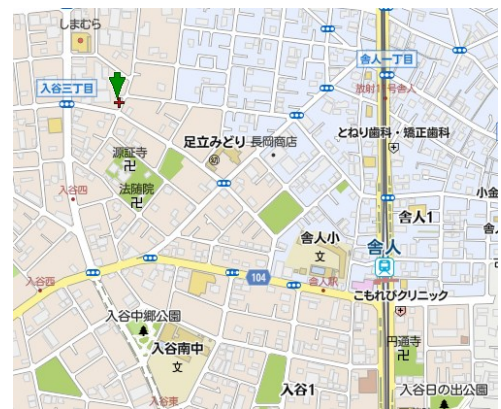 しまむら
入谷三丁目
舎人一丁目
放射11号舎人
とねり歯科・矯正歯科
足立みどり
長岡商店
源証寺
法随院
入谷四
小金
舎人1
舎人小
舎人
文
104
舎人駅
入谷西
こもれびクリニック
入谷中郷公園
円通寺
入谷南中
文
入谷1
入谷東
入谷日の出公園